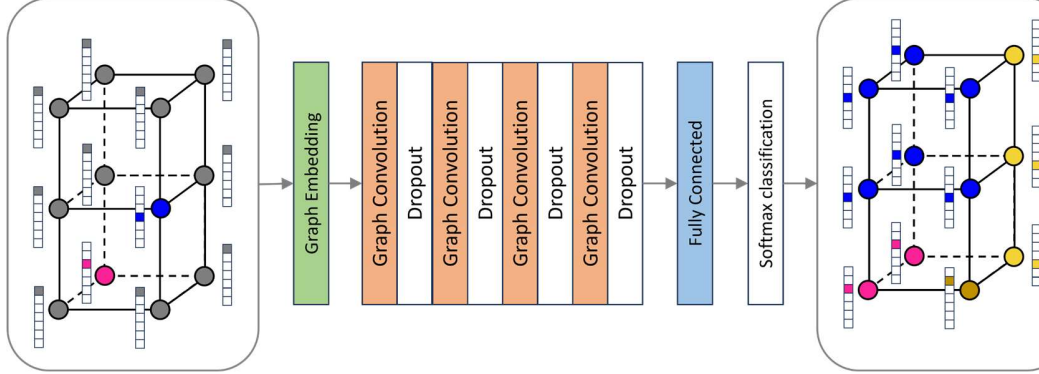 Graph Embedding
Graph Convolution
Dropout
Graph Convolution
Dropout
Graph Convolution
Dropout
Graph Convolution
Dropout
Fully Connected
Softmax classification